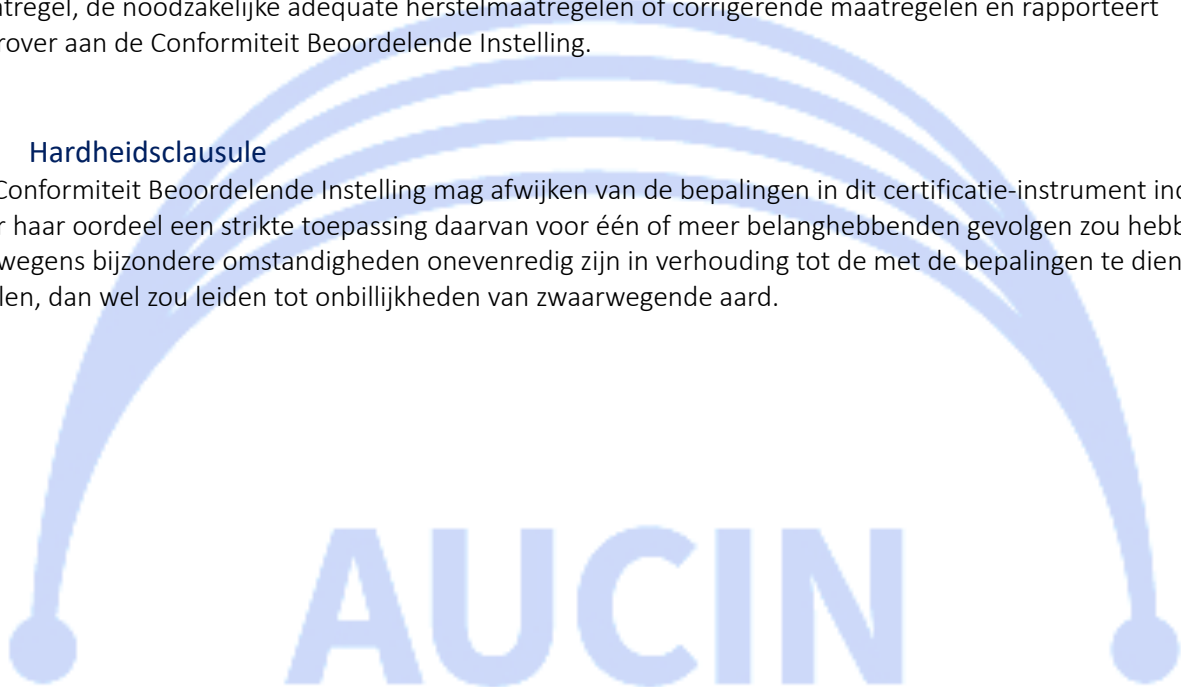 atregel, de noodzakelijke adequate herstelmaatregelen of corrigerende maatregelen en rapporteert
rover aan de Conformiteit Beoordelende Instelling.
Hardheidsclausule
Conformiteit Beoordelende Instelling mag afwijken van de bepalingen in dit certificatie-instrument ind
r haar oordeel een strikte toepassing daarvan voor één of meer belanghebbenden gevolgen zou hebb
wegens bijzondere omstandigheden onevenredig zijn in verhouding tot de met de bepalingen te dien
len, dan wel zou leiden tot onbillijkheden van zwaarwegende aard.
AUCIN